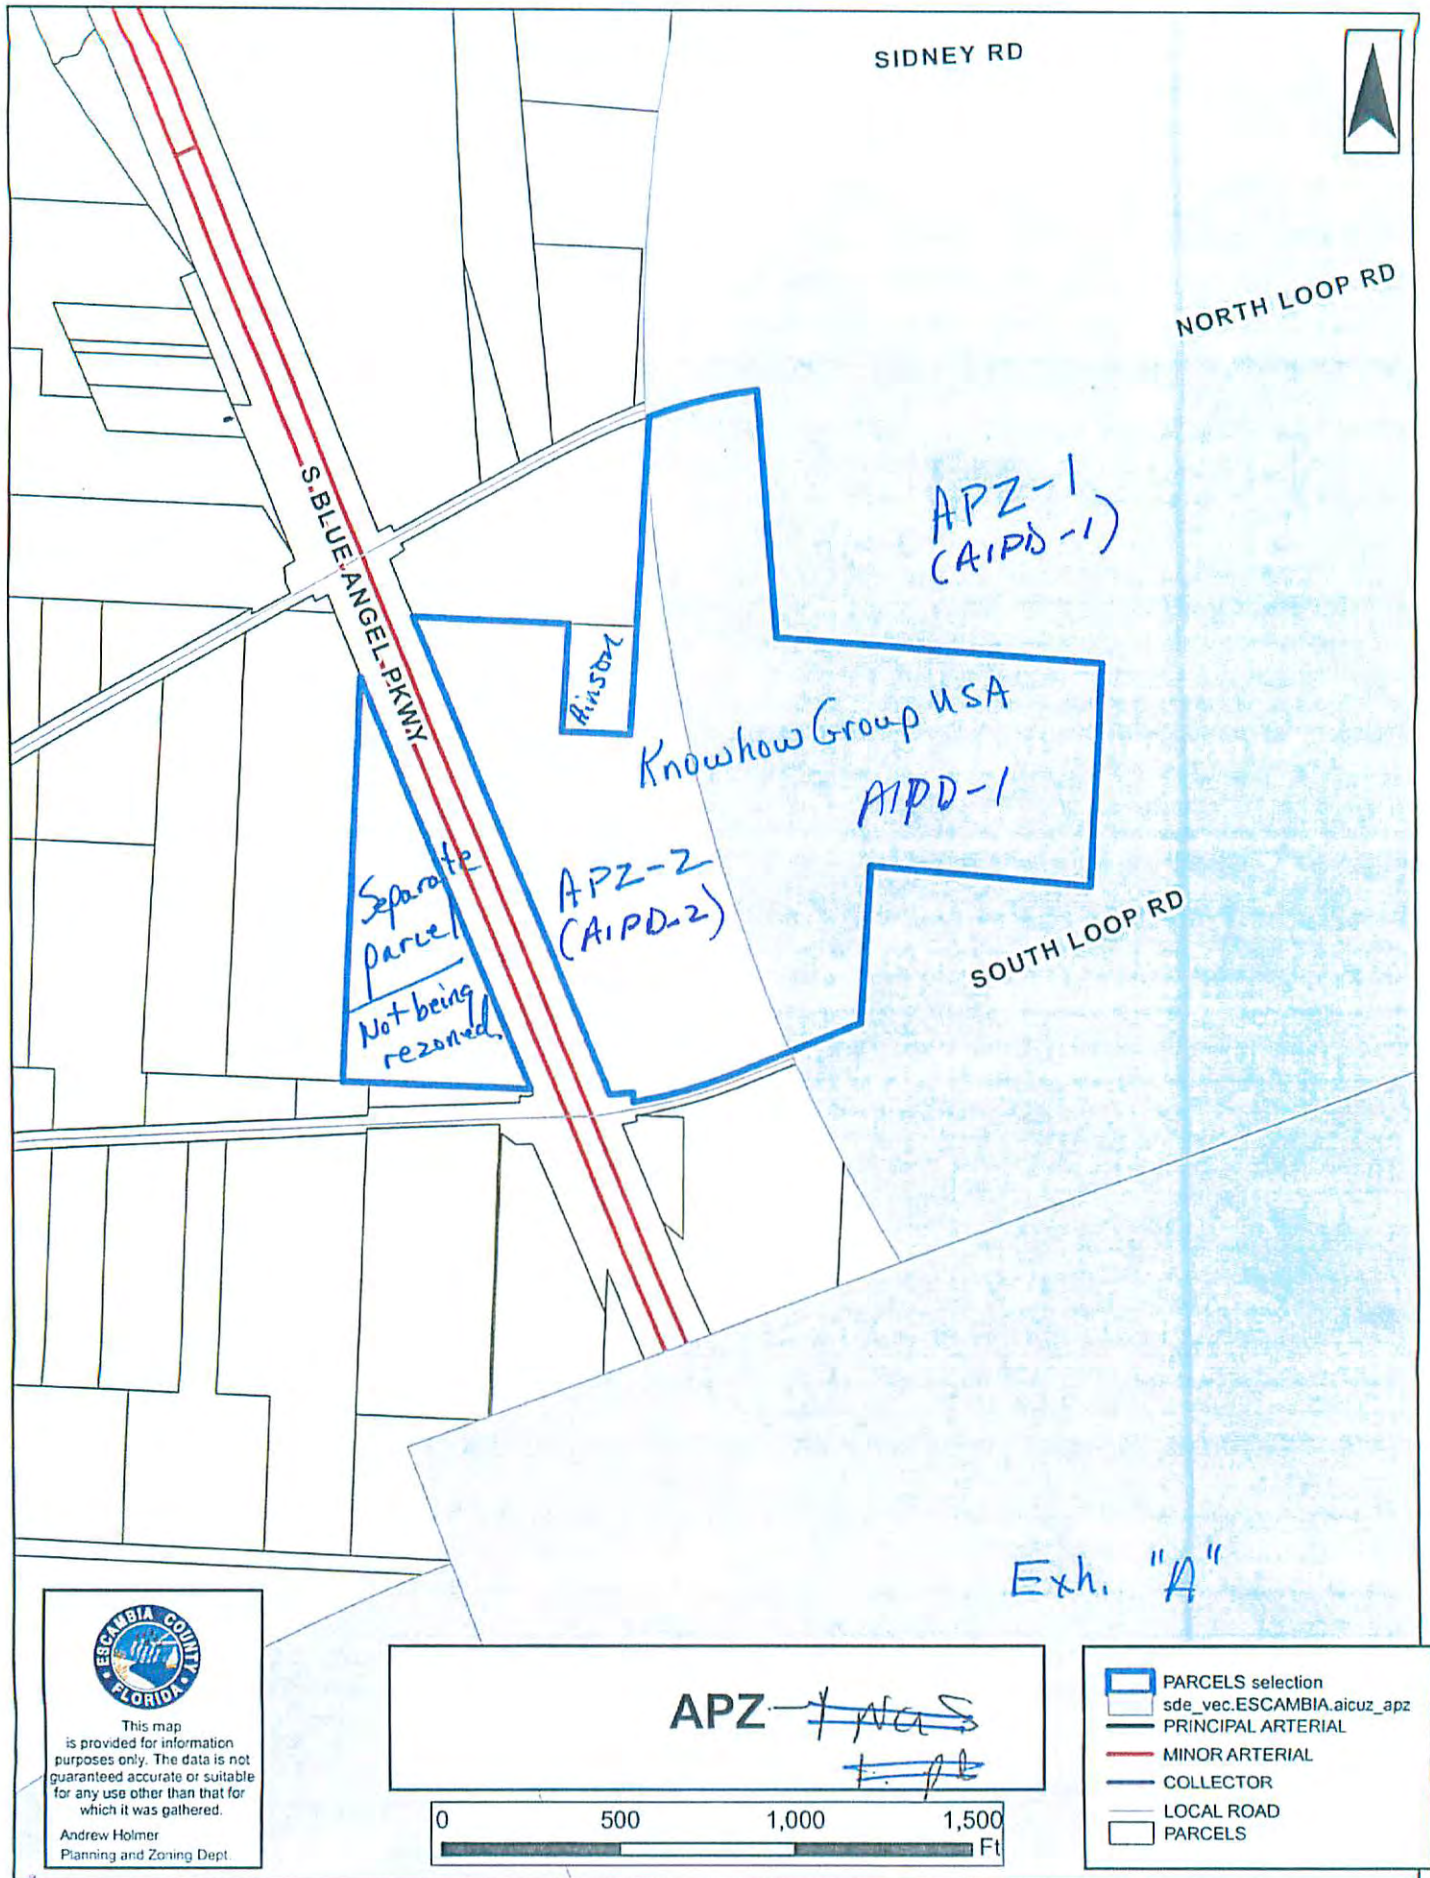 SIDNEY RD
NORTH LOOP RD
S. BLUE ANGEL PKWY
APZ-1
(AIPD-1)
Knowhow Group USA
AIPD-1
Separate
parcel
Not being
rezoned.
APZ-2
(AIPD-2)
SOUTH LOOP RD
Exh. "A"
ESCAMBIA COUNTY
FLORIDA
This map
is provided for information
purposes only. The data is not
guaranteed accurate or suitable
for any use other than that for
which it was gathered.
Andrew Holmer
Planning and Zoning Dept.
APZ
0 500 1,000 1,500
Ft
PARCELS selection
sde_vec.ESCAMBIA.aicuz_apz
PRINCIPAL ARTERIAL
MINOR ARTERIAL
COLLECTOR
LOCAL ROAD
PARCELS